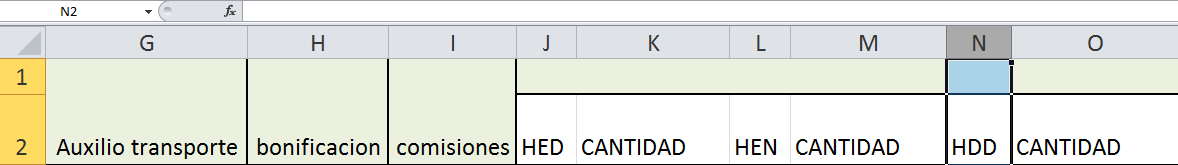 N2 fx
G H I J K L M N O
1
2 Auxilio transporte bonificacion comisiones HED CANTIDAD HEN CANTIDAD HDD CANTIDAD